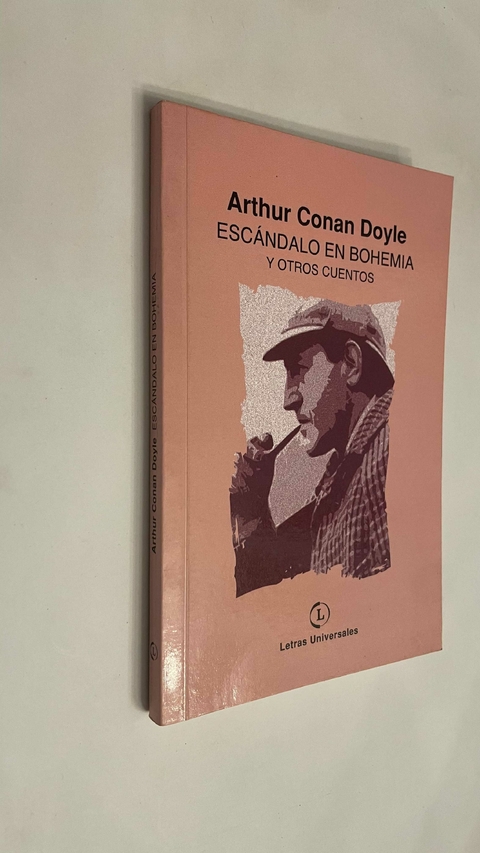 Arthur Conan Doyle
ESCÁNDALO EN BOHEMIA
Y OTROS CUENTOS
L
Letras Universales
Arthur Conan Doyle ESCÁNDALO EN BOHEMIA
L